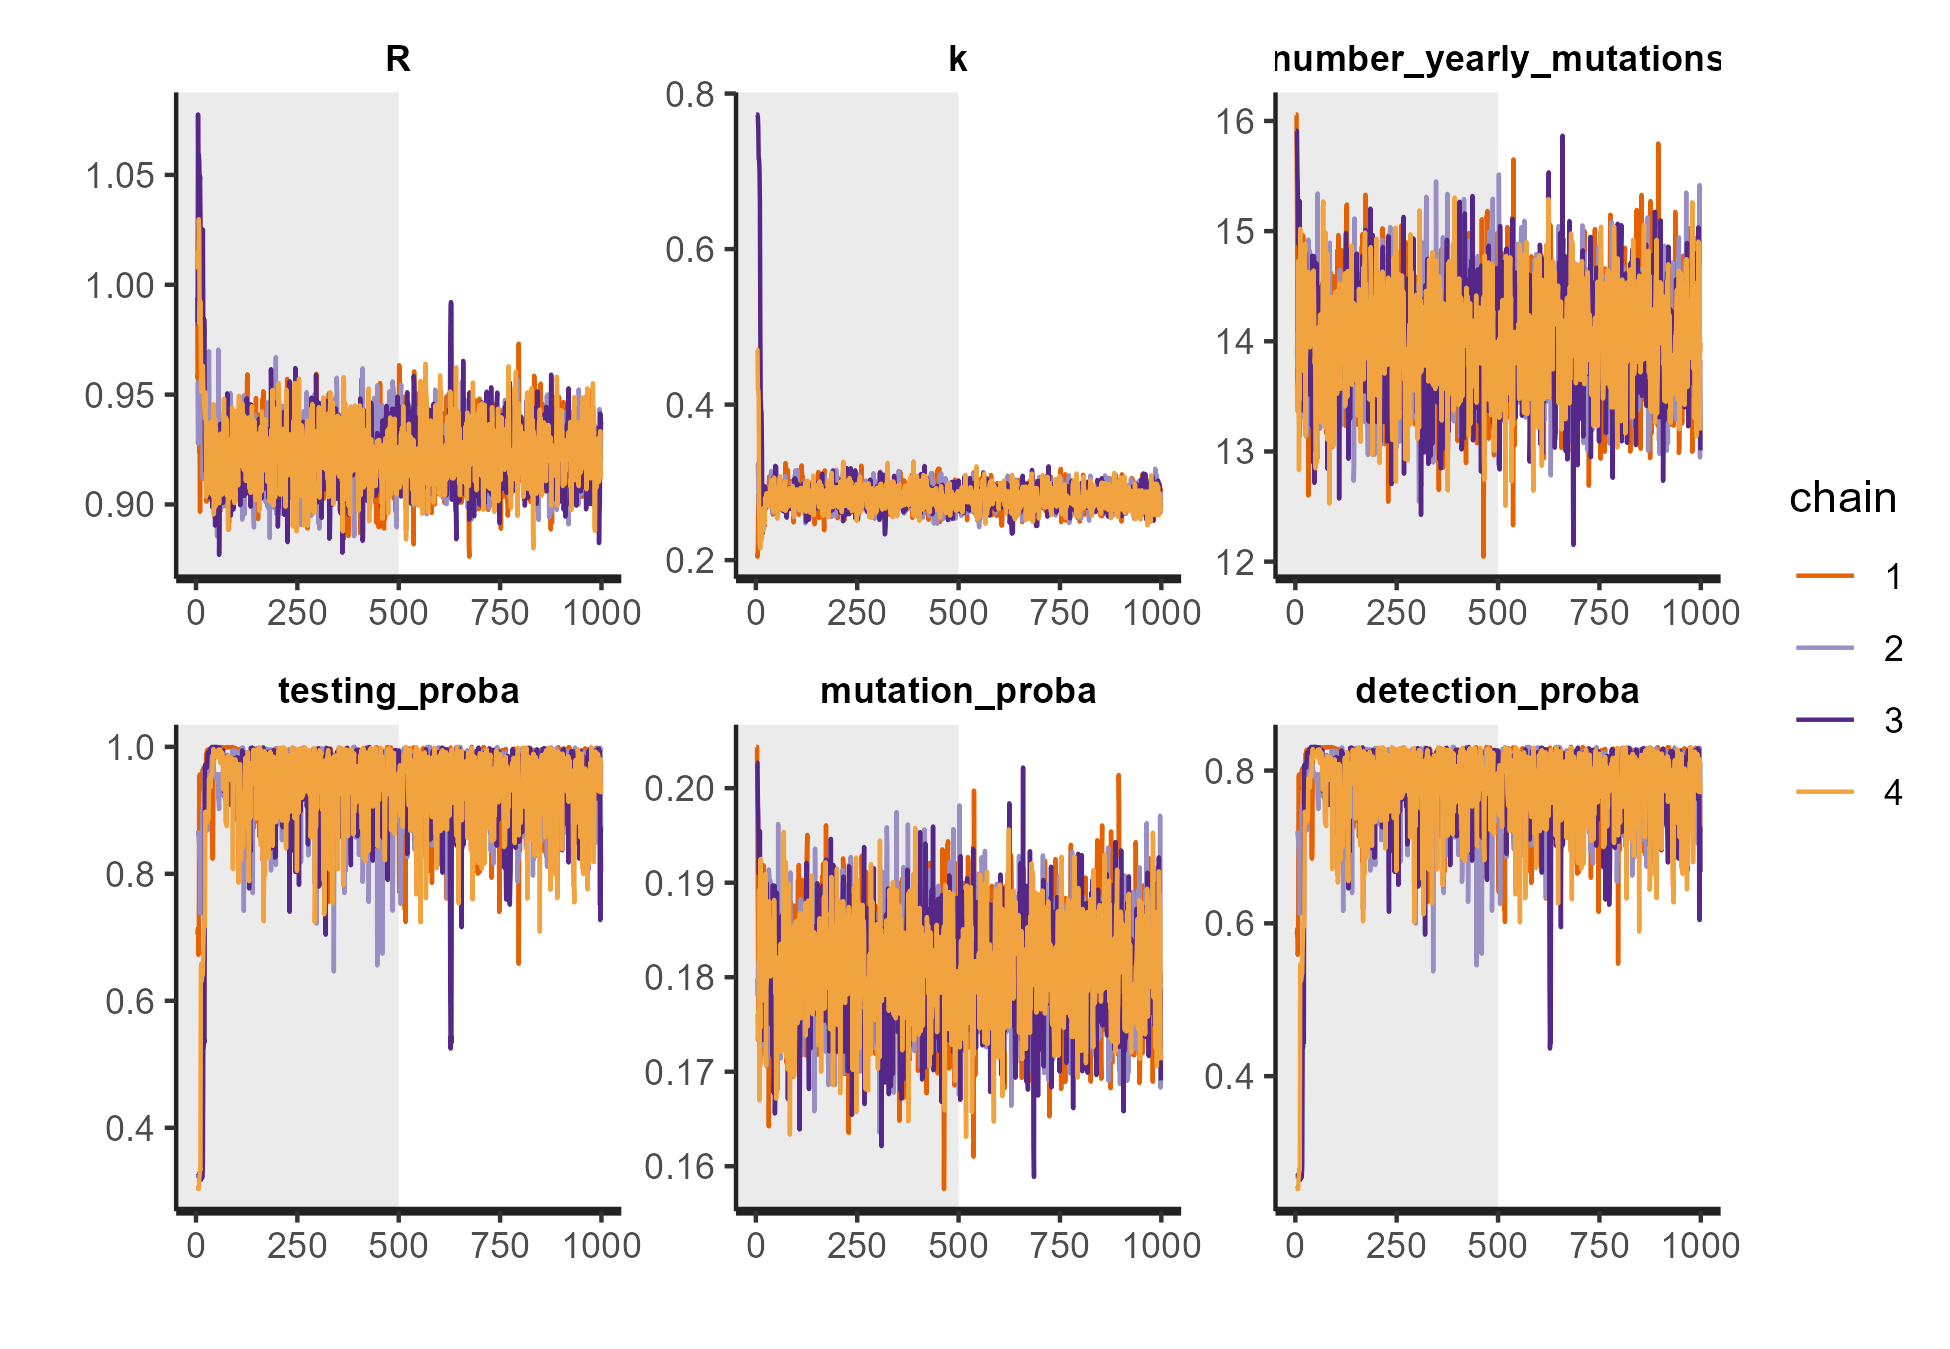 R
k
number_yearly_mutations
1.05
1.00
0.95
0.90
0 250 500 750 1000
0.8
0.6
0.4
0.2
0 250 500 750 1000
16
15
14
13
12
0 250 500 750 1000
testing_proba
mutation_proba
detection_proba
1.0
0.8
0.6
0.4
0 250 500 750 1000
0.20
0.19
0.18
0.17
0.16
0 250 500 750 1000
0.8
0.6
0.4
0 250 500 750 1000
chain
1
2
3
4